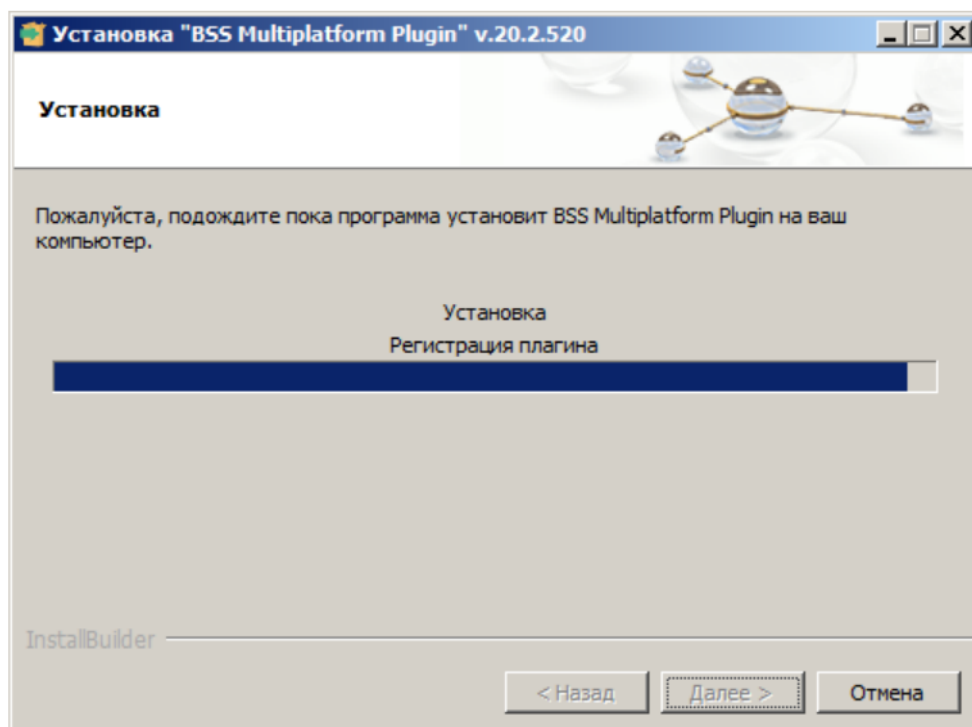 Установка "BSS Multiplatform Plugin" v.20.2.520
Установка
Пожалуйста, подождите пока программа установит BSS Multiplatform Plugin на ваш
компьютер.
Установка
Регистрация плагина
InstallBuilder
< Назад
Далее >
Отмена